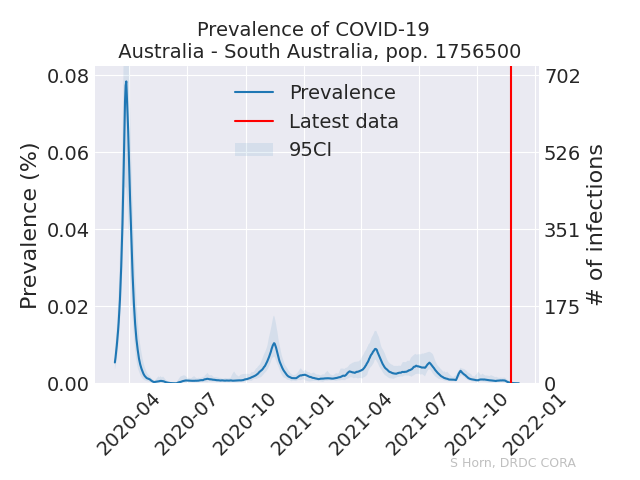 Prevalence of COVID-19
Australia - South Australia, pop. 1756500
Prevalence
Latest data
95CI
Prevalence (%)
0.08
0.06
0.04
0.02
0.00
702
526
351
175
0
# of infections
2020-04
2020-07
2020-10
2021-01
2021-04
2021-07
2021-10
2022-01
S Horn, DRDC CORA